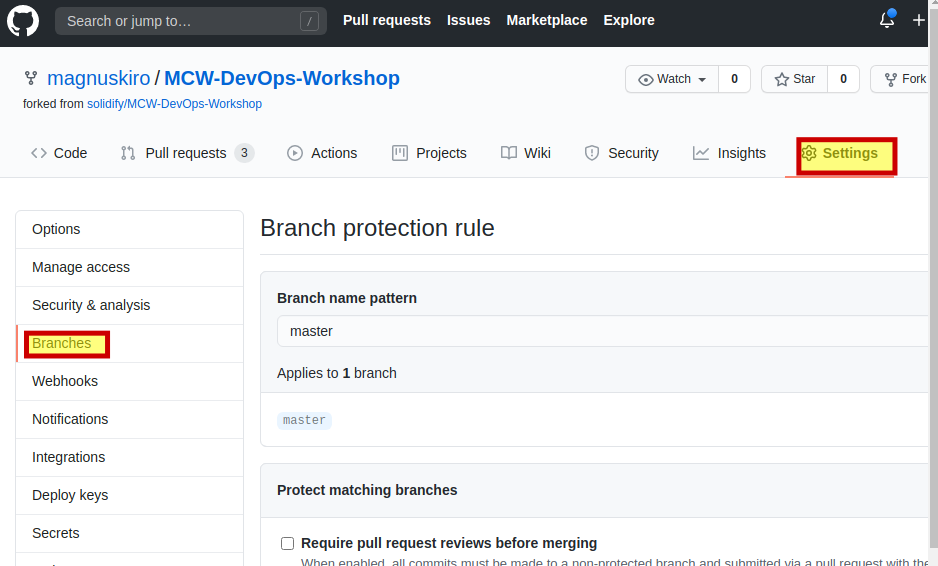 Search or jump to… / Pull requests Issues Marketplace Explore
magnuskiro / MCW-DevOps-Workshop Watch 0 Star 0 Fork
forked from solidify/MCW-DevOps-Workshop
Code Pull requests 3 Actions Projects Wiki Security Insights Settings
Options
Manage access
Security & analysis
Branches
Webhooks
Notifications
Integrations
Deploy keys
Secrets
Branch protection rule
Branch name pattern
master
Applies to 1 branch
master
Protect matching branches
Require pull request reviews before merging
When enabled, all commits must be made to a non-protected branch and submitted via a pull request with the